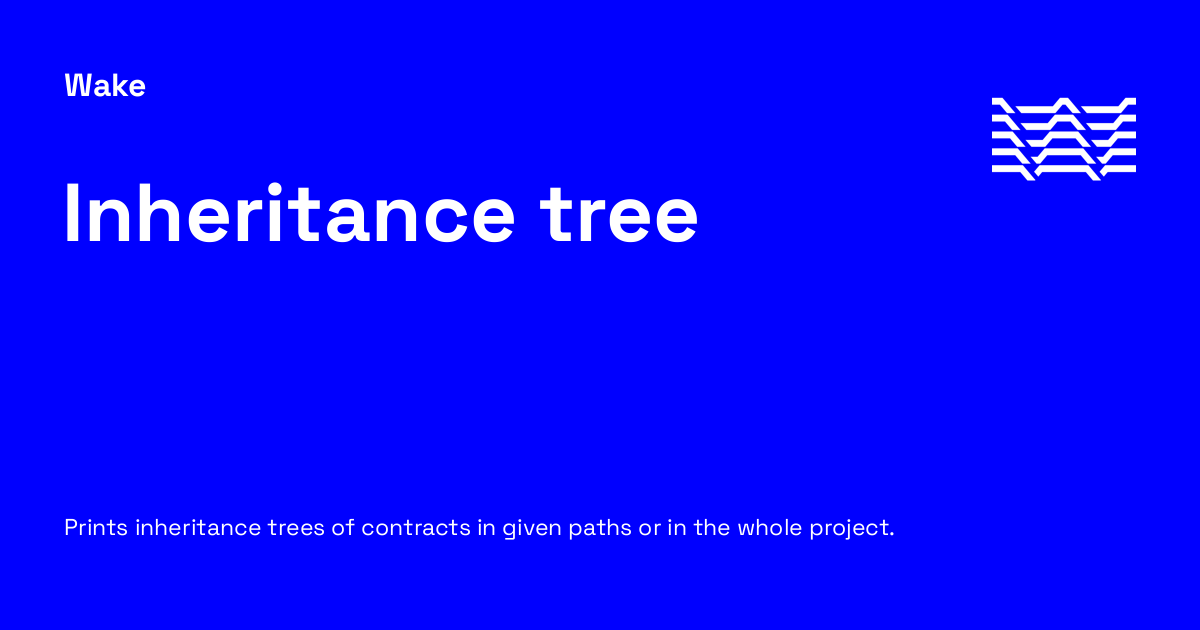 Wake
Inheritance tree
Prints inheritance trees of contracts in given paths or in the whole project.